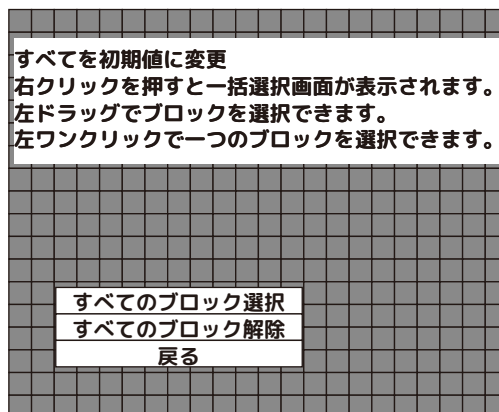 すべてを初期値に変更
右クリックを押すと一括選択画面が表示されます。
左ドラッグでブロックを選択できます。
左ワンクリックで一つのブロックを選択できます。
すべてのブロック選択
すべてのブロック解除
戻る